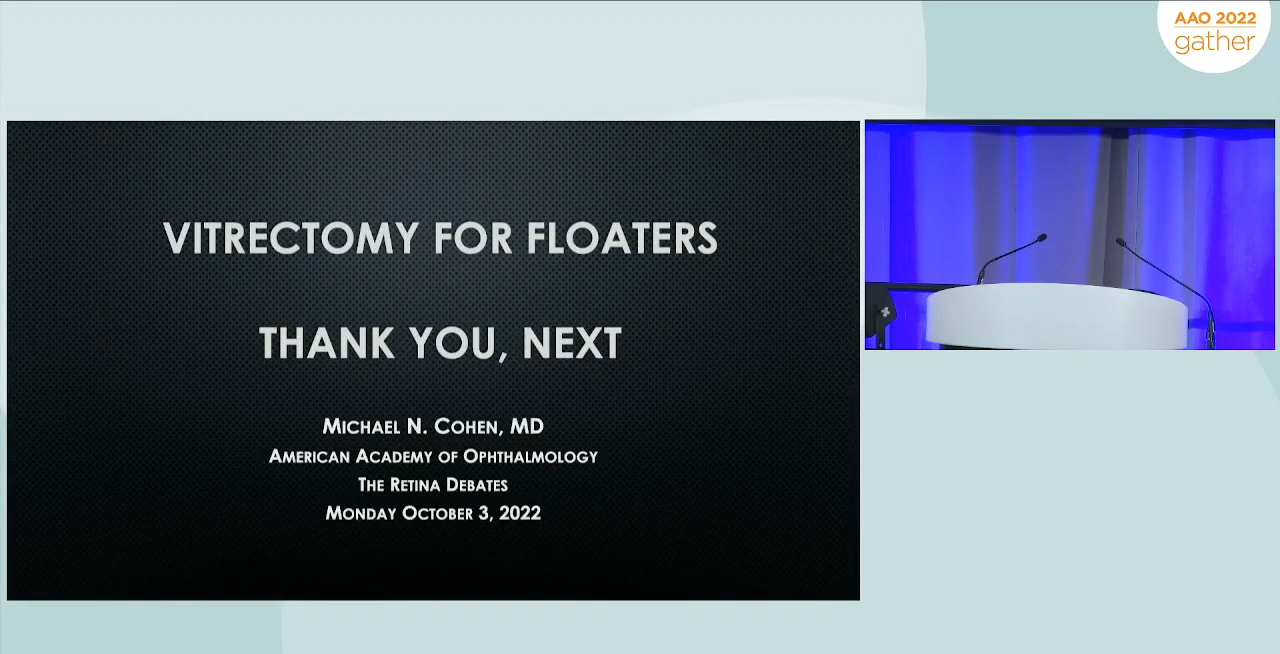 AAO 2022
gather
VITRECTOMY FOR FLOATERS
THANK YOU, NEXT
MICHAEL N. COHEN, MD
AMERICAN ACADEMY OF OPHTHALMOLOGY
THE RETINA DEBATES
MONDAY OCTOBER 3, 2022